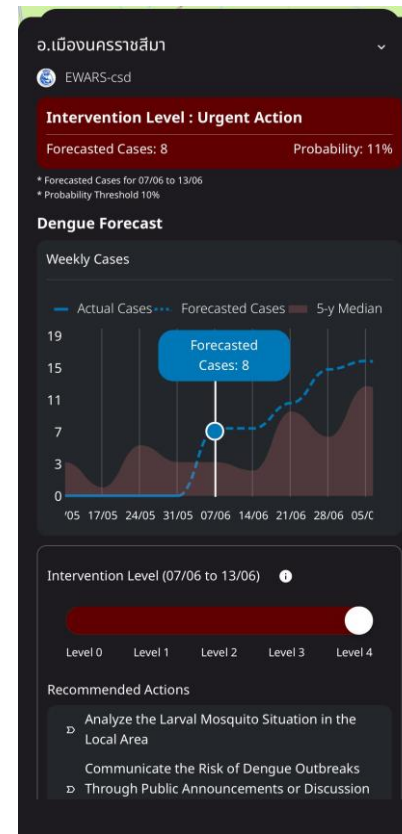 อ.เมืองนครราชสีมา
EWARS-csd
Intervention Level : Urgent Action
Forecasted Cases: 8 Probability: 11%
* Forecasted Cases for 07/06 to 13/06
* Probability Threshold 10%
Dengue Forecast
Weekly Cases
Actual Cases Forecasted Cases 5-y Median
19
15
11
7
3
0
Forecasted
Cases: 8
'05 17/05 24/05 31/05 07/06 14/06 21/06 28/06 05/0
Intervention Level (07/06 to 13/06)
Level 0 Level 1 Level 2 Level 3 Level 4
Recommended Actions
Analyze the Larval Mosquito Situation in the
Local Area
Communicate the Risk of Dengue Outbreaks
Through Public Announcements or Discussion